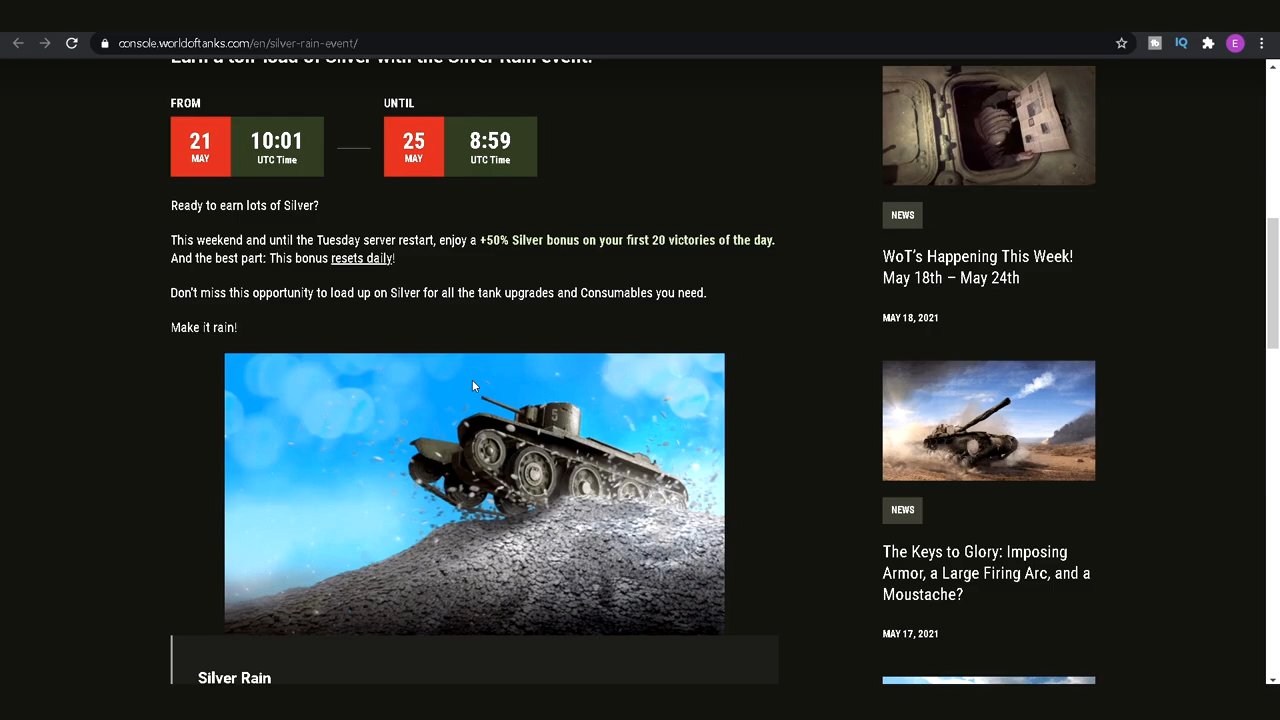 console.worldoftanks.com/en/silver-rain-event/
Earn a ton load of Silver with the Silver Rain event!
FROM
UNTIL
21
MAY
10:01
UTC Time
25
MAY
8:59
UTC Time
Ready to earn lots of Silver?
This weekend and until the Tuesday server restart, enjoy a +50% Silver bonus on your first 20 victories of the day.
And the best part: This bonus resets daily!
Don't miss this opportunity to load up on Silver for all the tank upgrades and Consumables you need.
Make it rain!
5
Silver Rain
NEWS
WoT's Happening This Week!
May 18th – May 24th
MAY 18, 2021
NEWS
The Keys to Glory: Imposing
Armor, a Large Firing Arc, and a
Moustache?
MAY 17, 2021
IQ
E